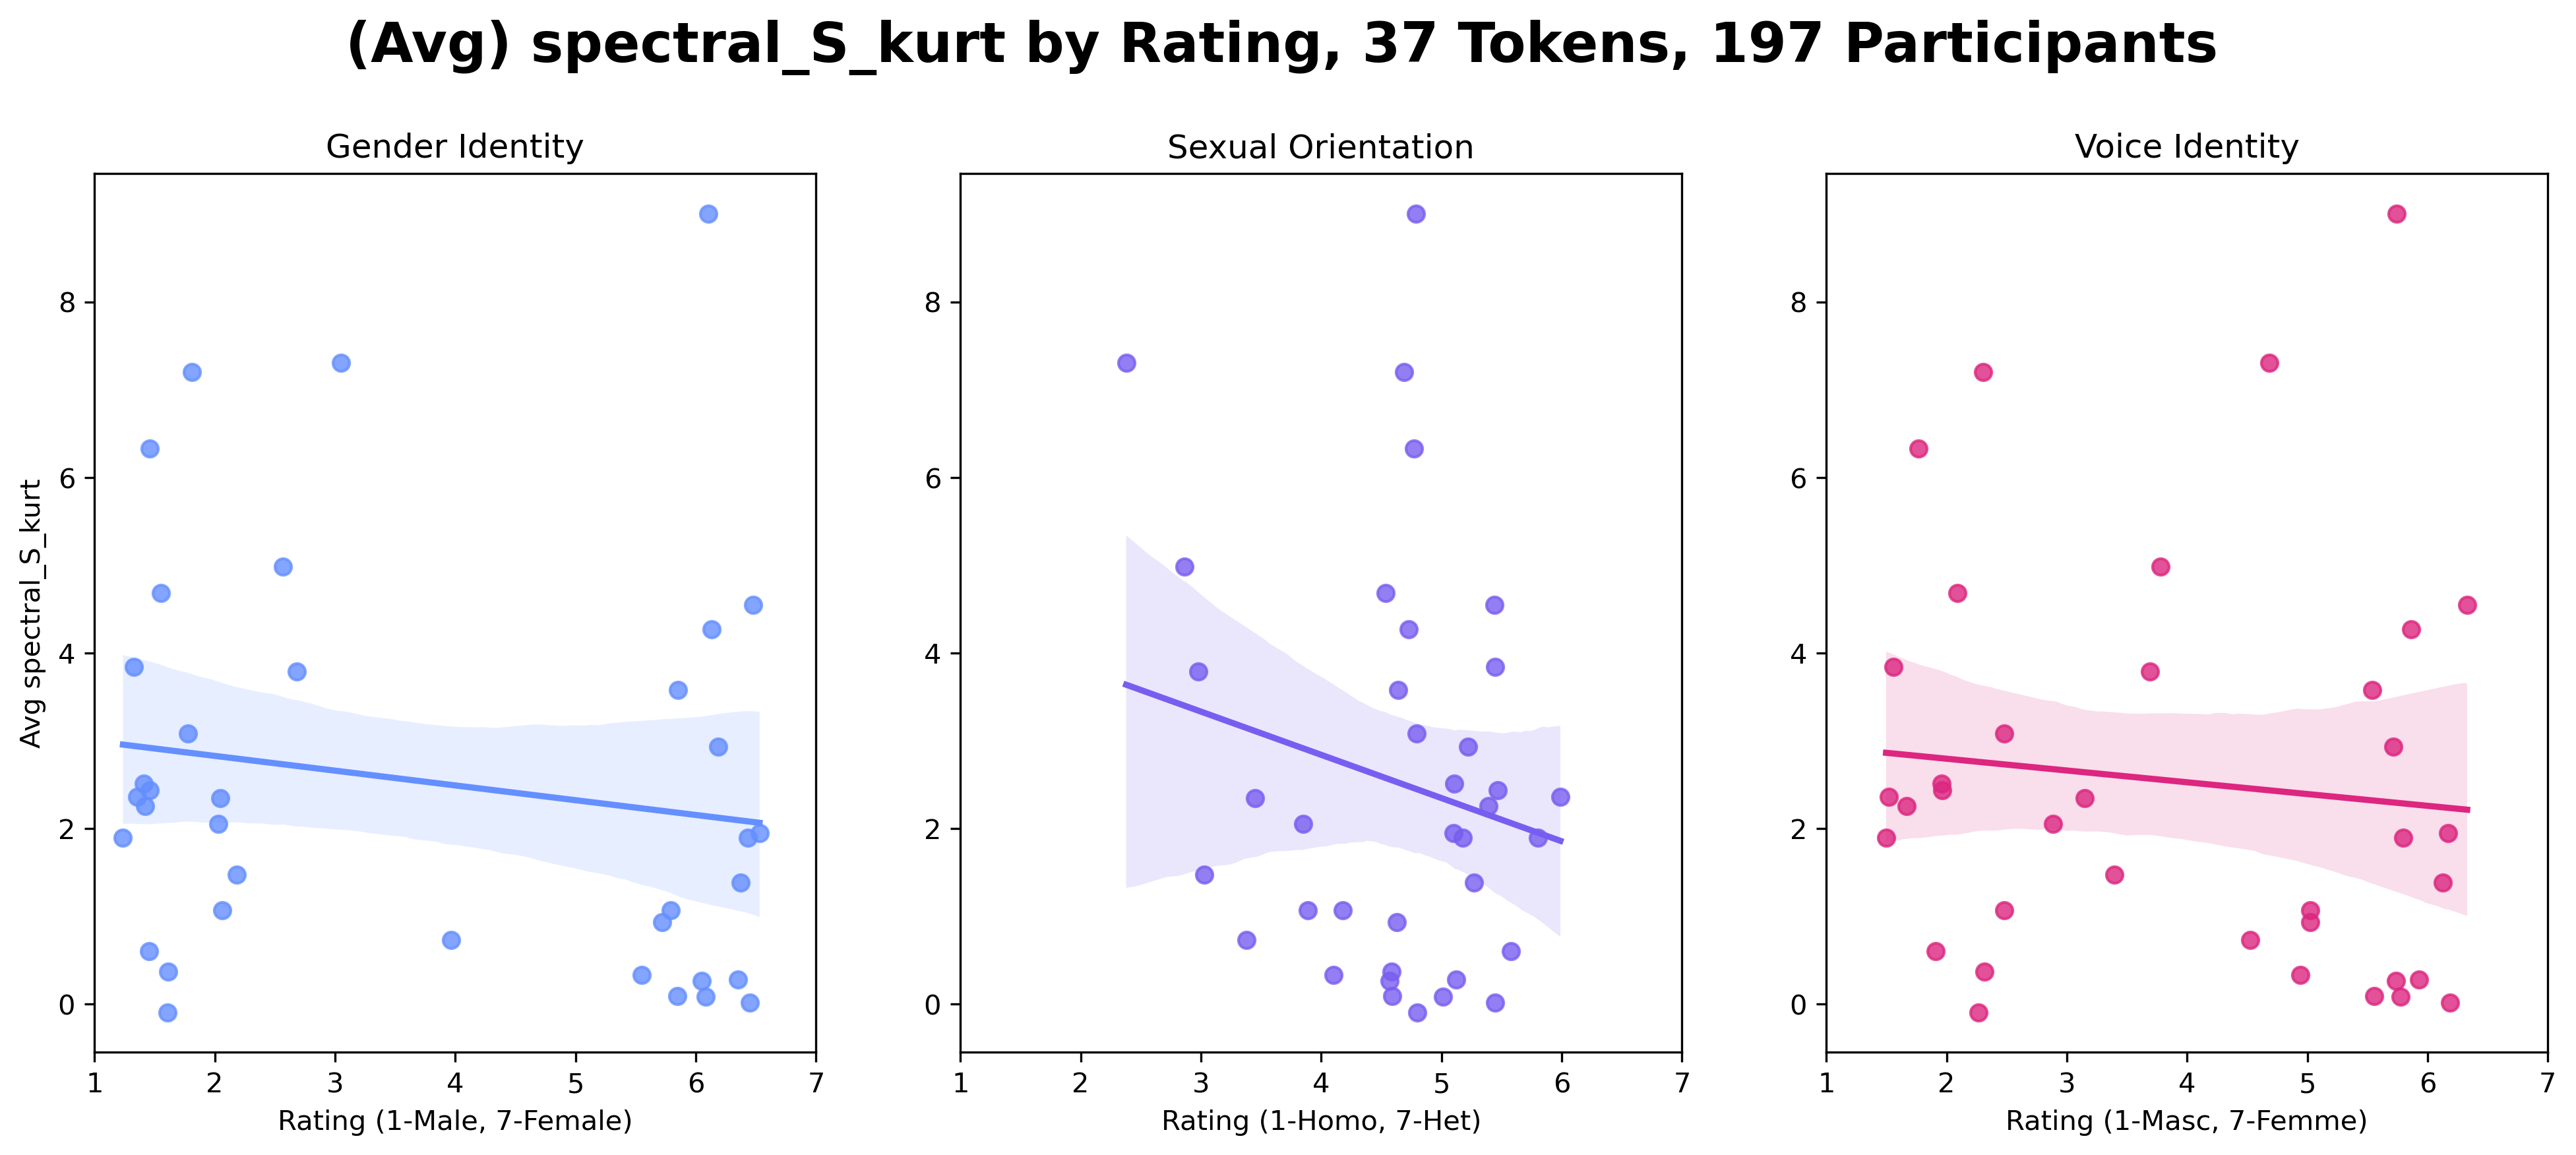 (Avg) spectral_S_kurt by Rating, 37 Tokens, 197 Participants
Gender Identity
Sexual Orientation
Voice Identity
Avg spectral_S_kurt
8
6
4
2
0
1 2 3 4 5 6 7
Rating (1-Male, 7-Female)
8
6
4
2
0
1 2 3 4 5 6 7
Rating (1-Homo, 7-Het)
8
6
4
2
0
1 2 3 4 5 6 7
Rating (1-Masc, 7-Femme)